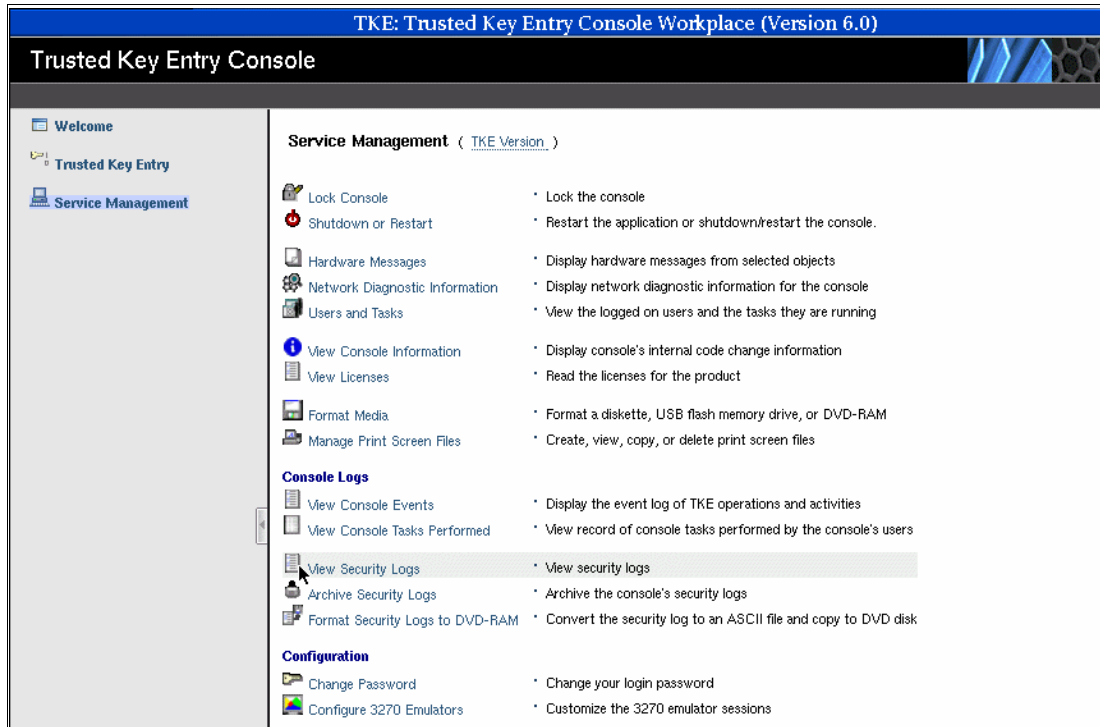 TKE: Trusted Key Entry Console Workplace (Version 6.0)
Trusted Key Entry Console
Welcome
Trusted Key Entry
Service Management
Service Management ( TKE Version )
Lock Console · Lock the console
Shutdown or Restart · Restart the application or shutdown/restart the console.
Hardware Messages · Display hardware messages from selected objects
Network Diagnostic Information · Display network diagnostic information for the console
Users and Tasks · View the logged on users and the tasks they are running
View Console Information · Display console's internal code change information
View Licenses · Read the licenses for the product
Format Media · Format a diskette, USB flash memory drive, or DVD-RAM
Manage Print Screen Files · Create, view, copy, or delete print screen files
Console Logs
View Console Events · Display the event log of TKE operations and activities
View Console Tasks Performed · View record of console tasks performed by the console's users
View Security Logs · View security logs
Archive Security Logs · Archive the console's security logs
Format Security Logs to DVD-RAM · Convert the security log to an ASCII file and copy to DVD disk
Configuration
Change Password · Change your login password
Configure 3270 Emulators · Customize the 3270 emulator sessions